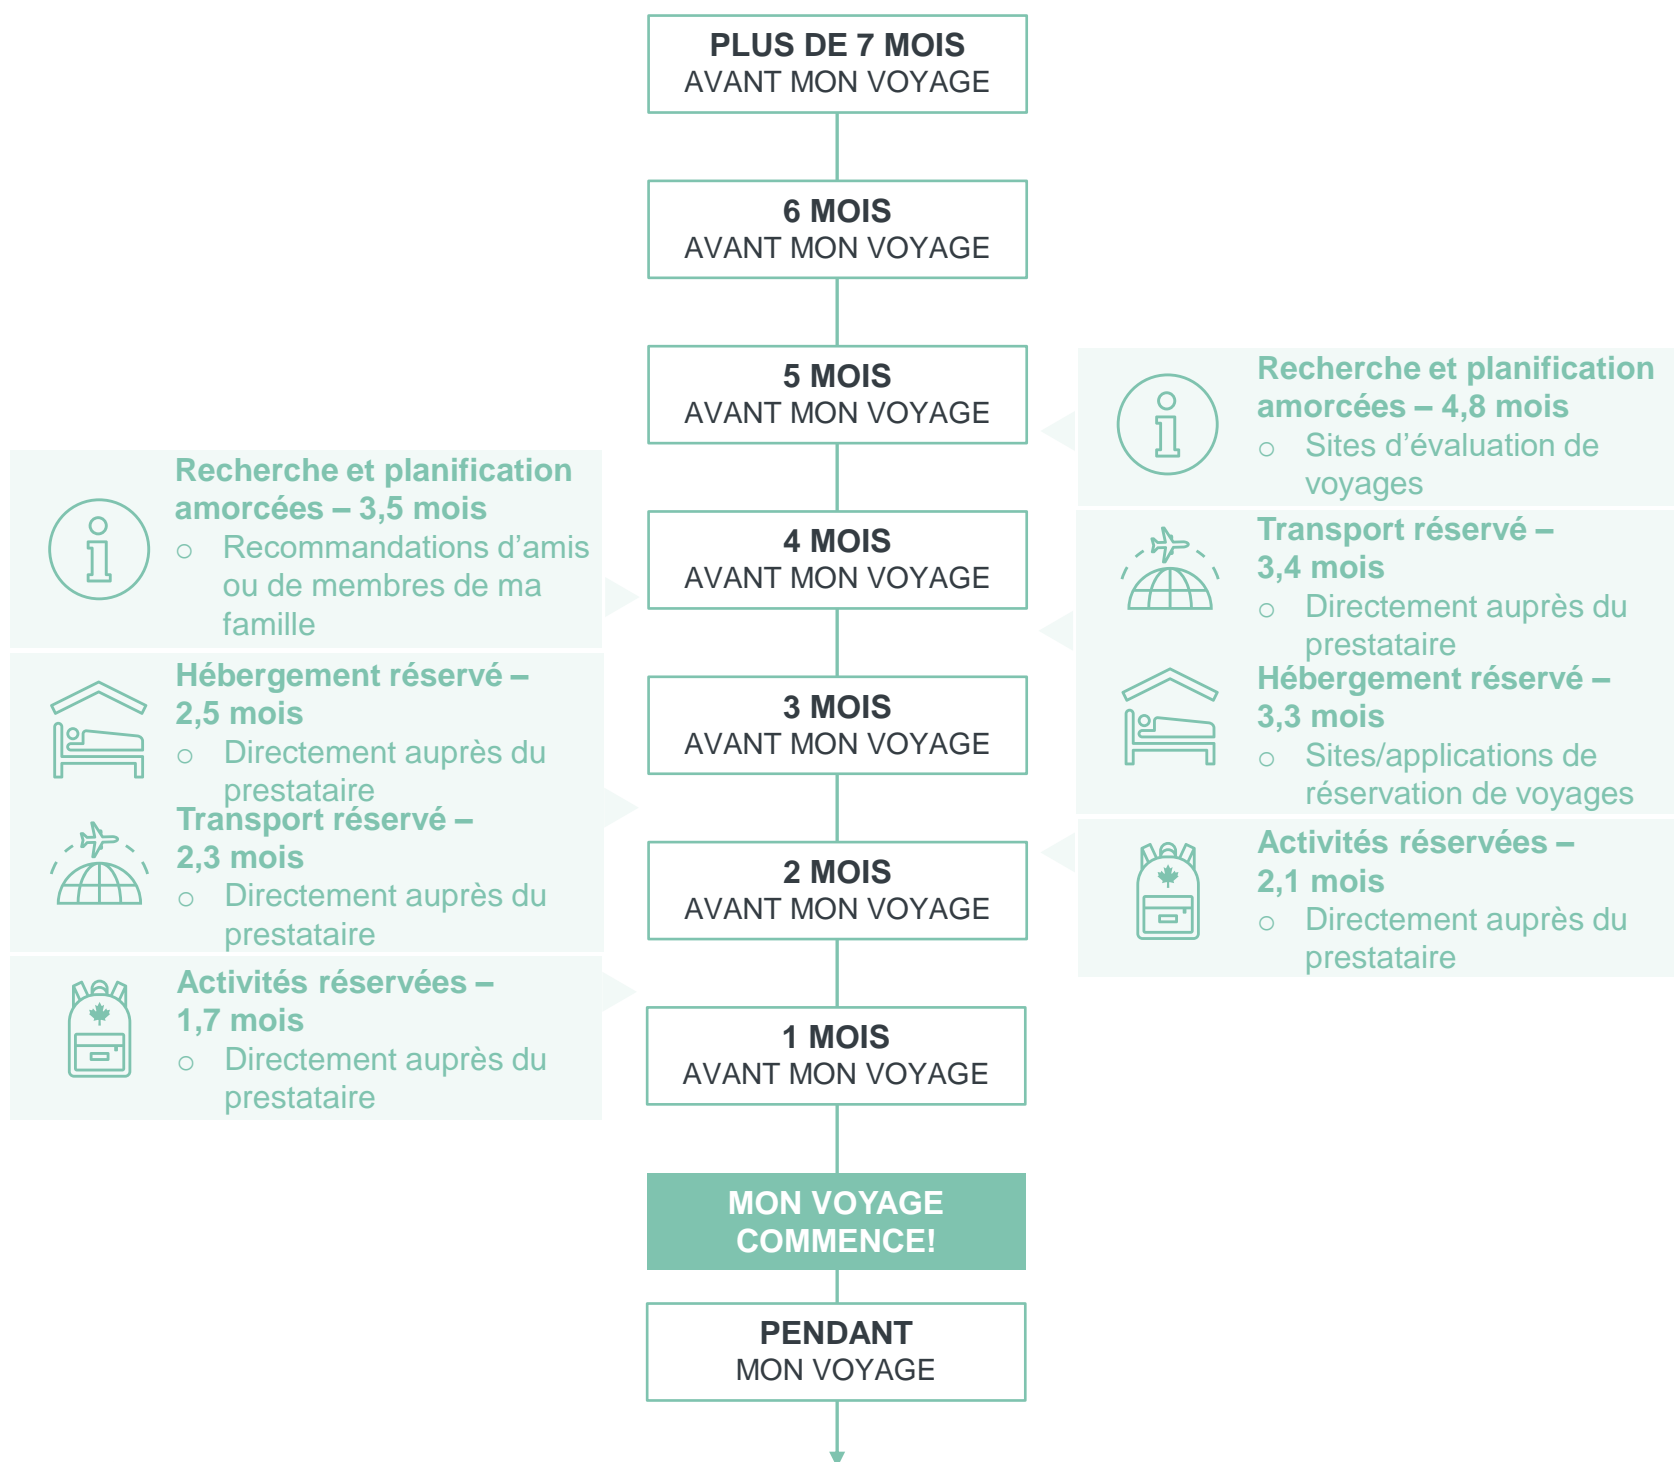 PLUS DE 7 MOIS
AVANT MON VOYAGE
6 MOIS
AVANT MON VOYAGE
5 MOIS
AVANT MON VOYAGE
4 MOIS
AVANT MON VOYAGE
3 MOIS
AVANT MON VOYAGE
2 MOIS
AVANT MON VOYAGE
1 MOIS
AVANT MON VOYAGE
MON VOYAGE
COMMENCE!
PENDANT
MON VOYAGE
Recherche et planification
amorcées – 3,5 mois
o Recommandations d’amis
ou de membres de ma
famille
Hébergement réservé –
2,5 mois
o Directement auprès du
prestataire
Transport réservé –
2,3 mois
o Directement auprès du
prestataire
Activités réservées –
1,7 mois
o Directement auprès du
prestataire
Recherche et planification
amorcées – 4,8 mois
o Sites d’évaluation de
voyages
Transport réservé –
3,4 mois
o Directement auprès du
prestataire
Hébergement réservé –
3,3 mois
o Sites/applications de
réservation de voyages
Activités réservées –
2,1 mois
o Directement auprès du
prestataire